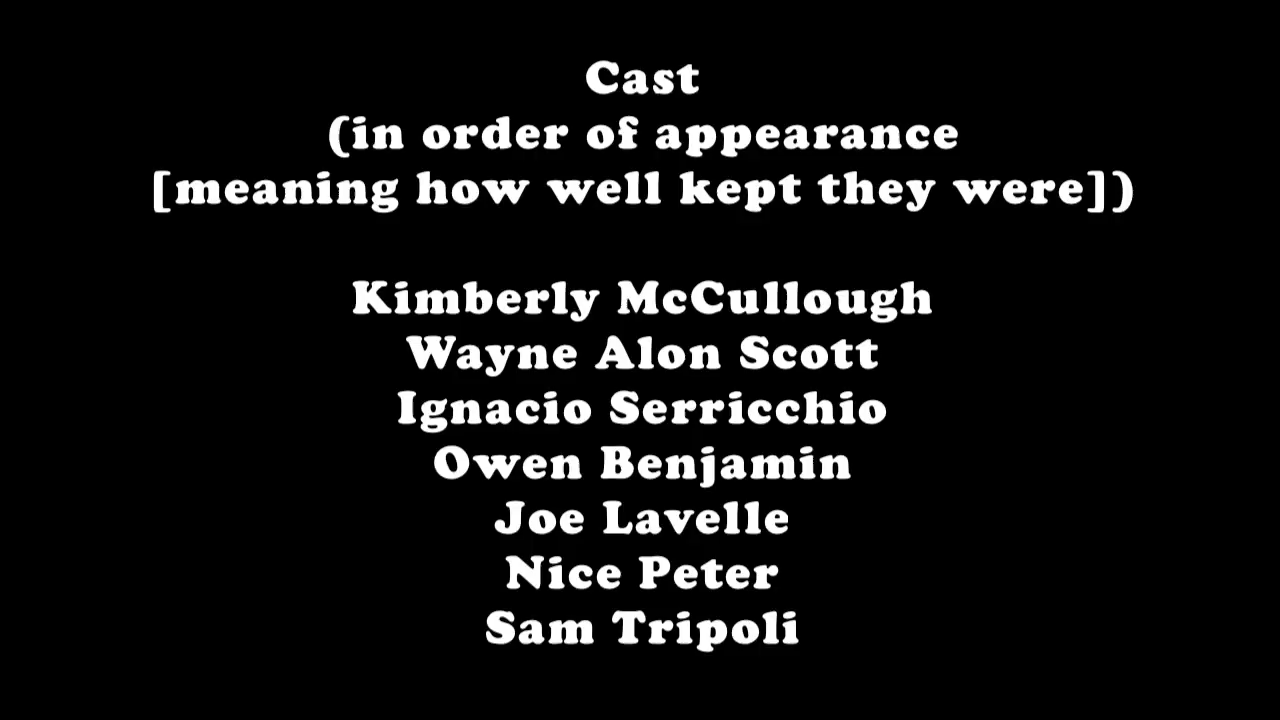 Cast
(in order of appearance
[meaning how well kept they were])
Kimberly McCullough
Wayne Alon Scott
Ignacio Serricchio
Owen Benjamin
Joe Lavelle
Nice Peter
Sam Tripoli